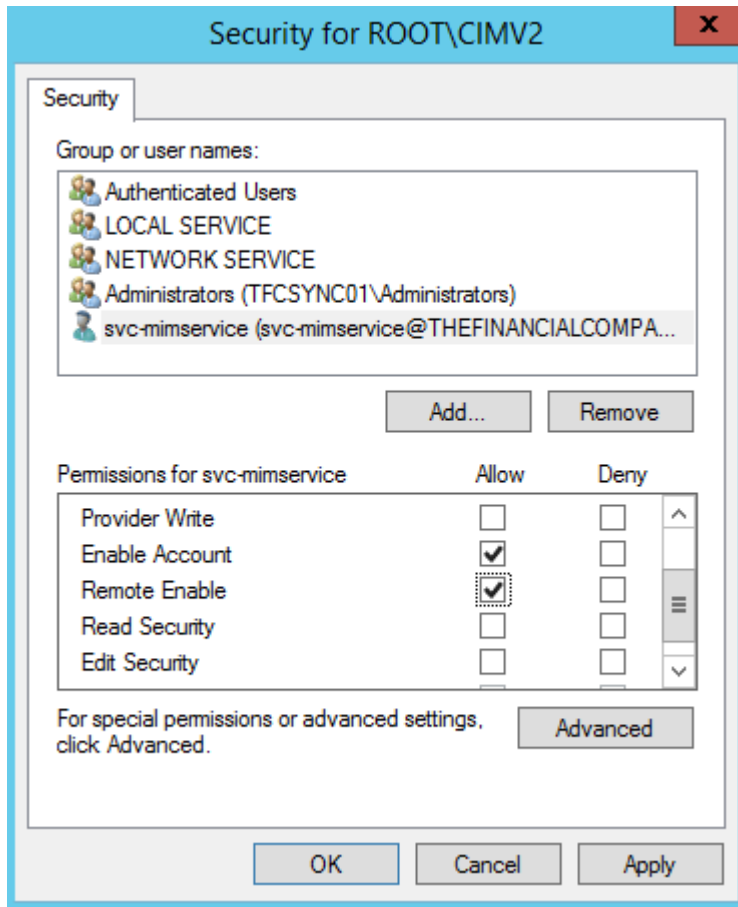 Security for ROOT\CIMV2
x
Security
Group or user names:
Authenticated Users
LOCAL SERVICE
NETWORK SERVICE
Administrators (TFCSYNC01\Administrators)
svc-mimservice (svc-mimservice@THEFINANCIALCOMPA...
Add... Remove
Permissions for svc-mimservice Allow Deny
Provider Write
Enable Account
Remote Enable
Read Security
Edit Security
For special permissions or advanced settings, Advanced
click Advanced.
OK Cancel Apply